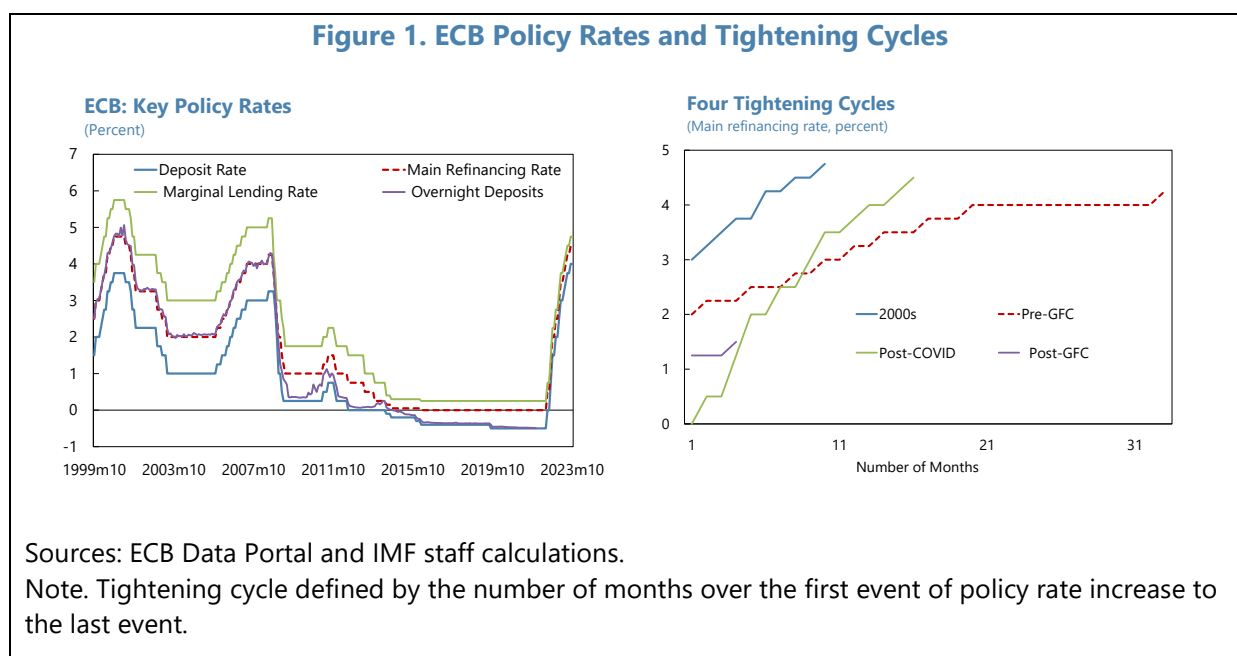 Figure 1. ECB Policy Rates and Tightening Cycles
ECB: Key Policy Rates
(Percent)
7
6
5
4
3
2
1
0
-1
Deposit Rate
Main Refinancing Rate
Marginal Lending Rate
Overnight Deposits
1999m10 2003m10 2007m10 2011m10 2015m10 2019m10 2023m10
Four Tightening Cycles
(Main refinancing rate, percent)
5
4
3
2
1
0
2000s
Pre-GFC
Post-COVID
Post-GFC
1 11 21 31
Number of Months
Sources: ECB Data Portal and IMF staff calculations.
Note. Tightening cycle defined by the number of months over the first event of policy rate increase to
the last event.